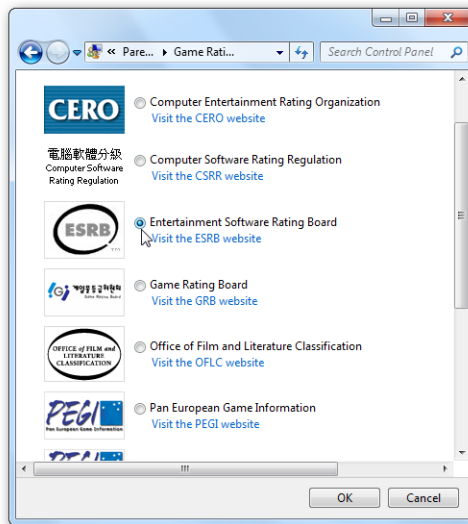 « Pare... ▸ Game Rati...
Search Control Panel
CERO
Computer Entertainment Rating Organization
Visit the CERO website
電腦軟體分級
Computer Software
Rating Regulation
Computer Software Rating Regulation
Visit the CSRR website
ESRB
TM
Entertainment Software Rating Board
Visit the ESRB website
Game Rating Board
Game Rating Board
Visit the GRB website
OFFICE of FILM and
LITERATURE
CLASSIFICATION
Office of Film and Literature Classification
Visit the OFLC website
PEGI
Pan European Game Information
Pan European Game Information
Visit the PEGI website
OK
Cancel